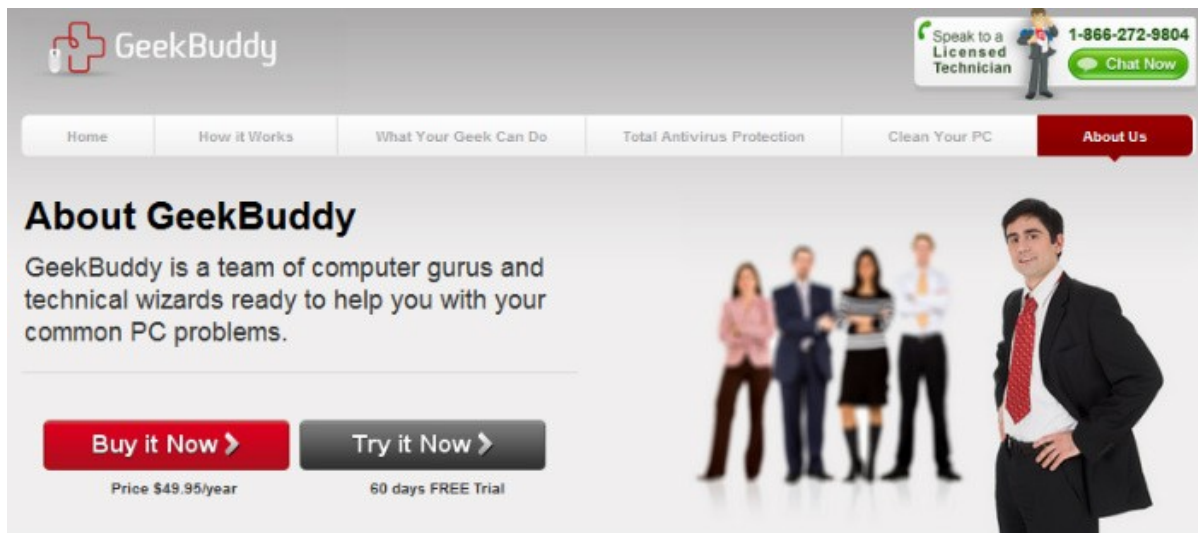 GeekBuddy
Speak to a
Licensed
Technician
1-866-272-9804
Chat Now
Home
How it Works
What Your Geek Can Do
Total Antivirus Protection
Clean Your PC
About Us
About GeekBuddy
GeekBuddy is a team of computer gurus and
technical wizards ready to help you with your
common PC problems.
Buy it Now
Try it Now
Price $49.95/year
60 days FREE Trial